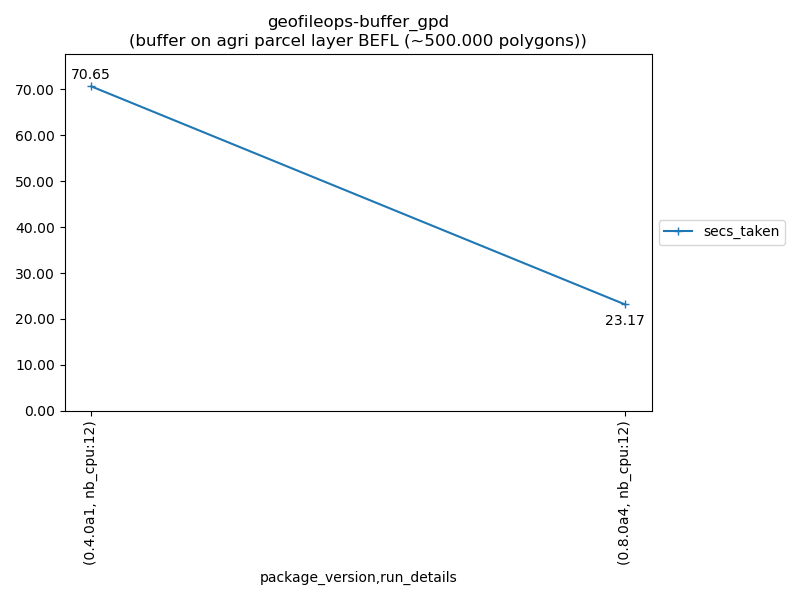 geofileops-buffer_gpd
(buffer on agri parcel layer BEFL (~500.000 polygons))
70.65
70.00
60.00
50.00
40.00
30.00
20.00
10.00
0.00
23.17
secs_taken
(0.4.0a1, nb_cpu:12)
(0.8.0a4, nb_cpu:12)
package_version,run_details